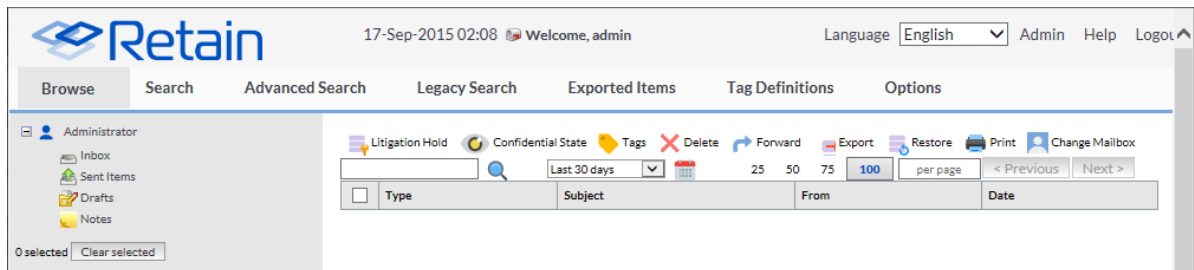 Retain 17-Sep-2015 02:08 Welcome, admin Language English Admin Help Logou
Browse Search Advanced Search Legacy Search Exported Items Tag Definitions Options
Administrator
Inbox
Sent Items
Drafts
Notes
0 selected Clear selected
Litigation Hold Confidential State Tags Delete Forward Export Restore Print Change Mailbox
Last 30 days 25 50 75 100 per page < Previous Next >
Type Subject From Date